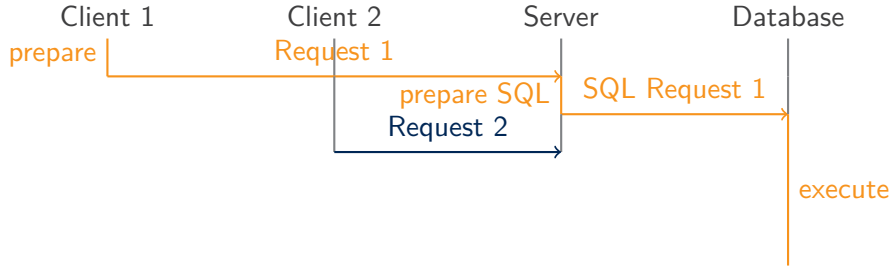 Client 1
Client 2
Server
Database
prepare
Request 1
prepare SQL
SQL Request 1
Request 2
execute